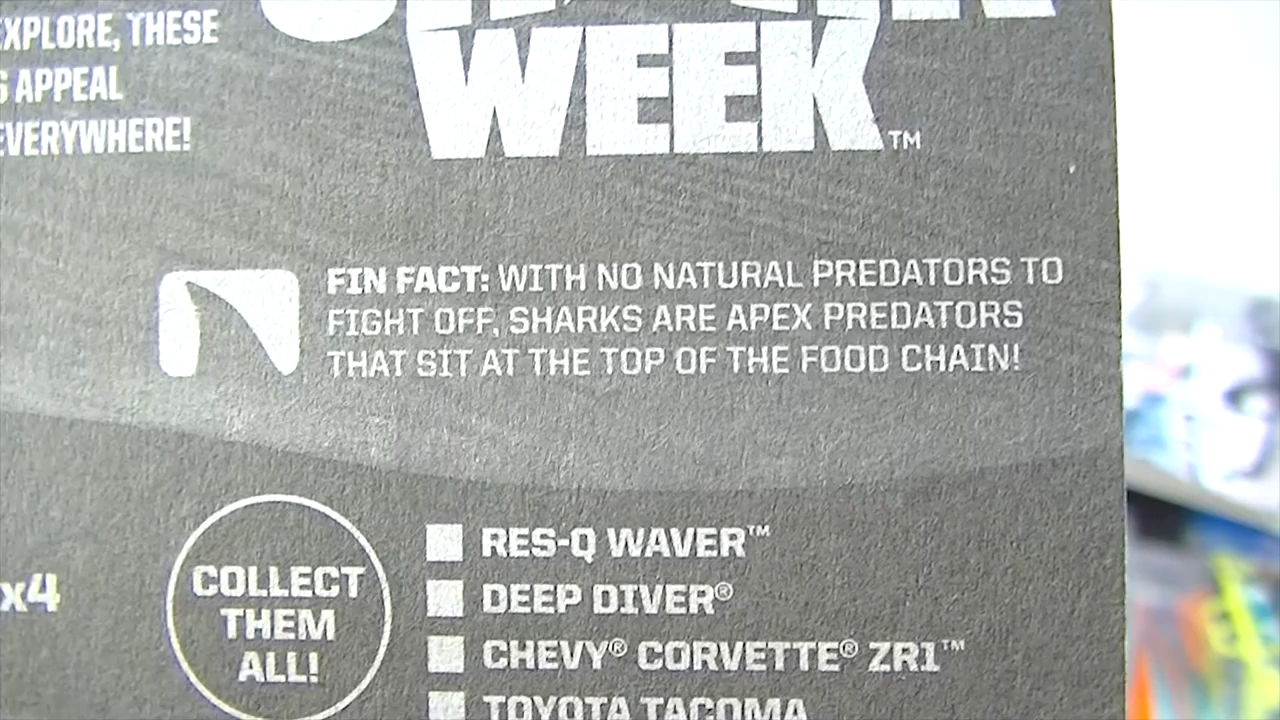 EXPLORE, THESE
APPEAL
EVERYWHERE!
WEEK™
FIN FACT: WITH NO NATURAL PREDATORS TO
FIGHT OFF, SHARKS ARE APEX PREDATORS
THAT SIT AT THE TOP OF THE FOOD CHAIN!
x4
COLLECT
THEM
ALL!
RES-Q WAVER™
DEEP DIVER®
CHEVY® CORVETTE® ZR1™
TOYOTA TACOMA